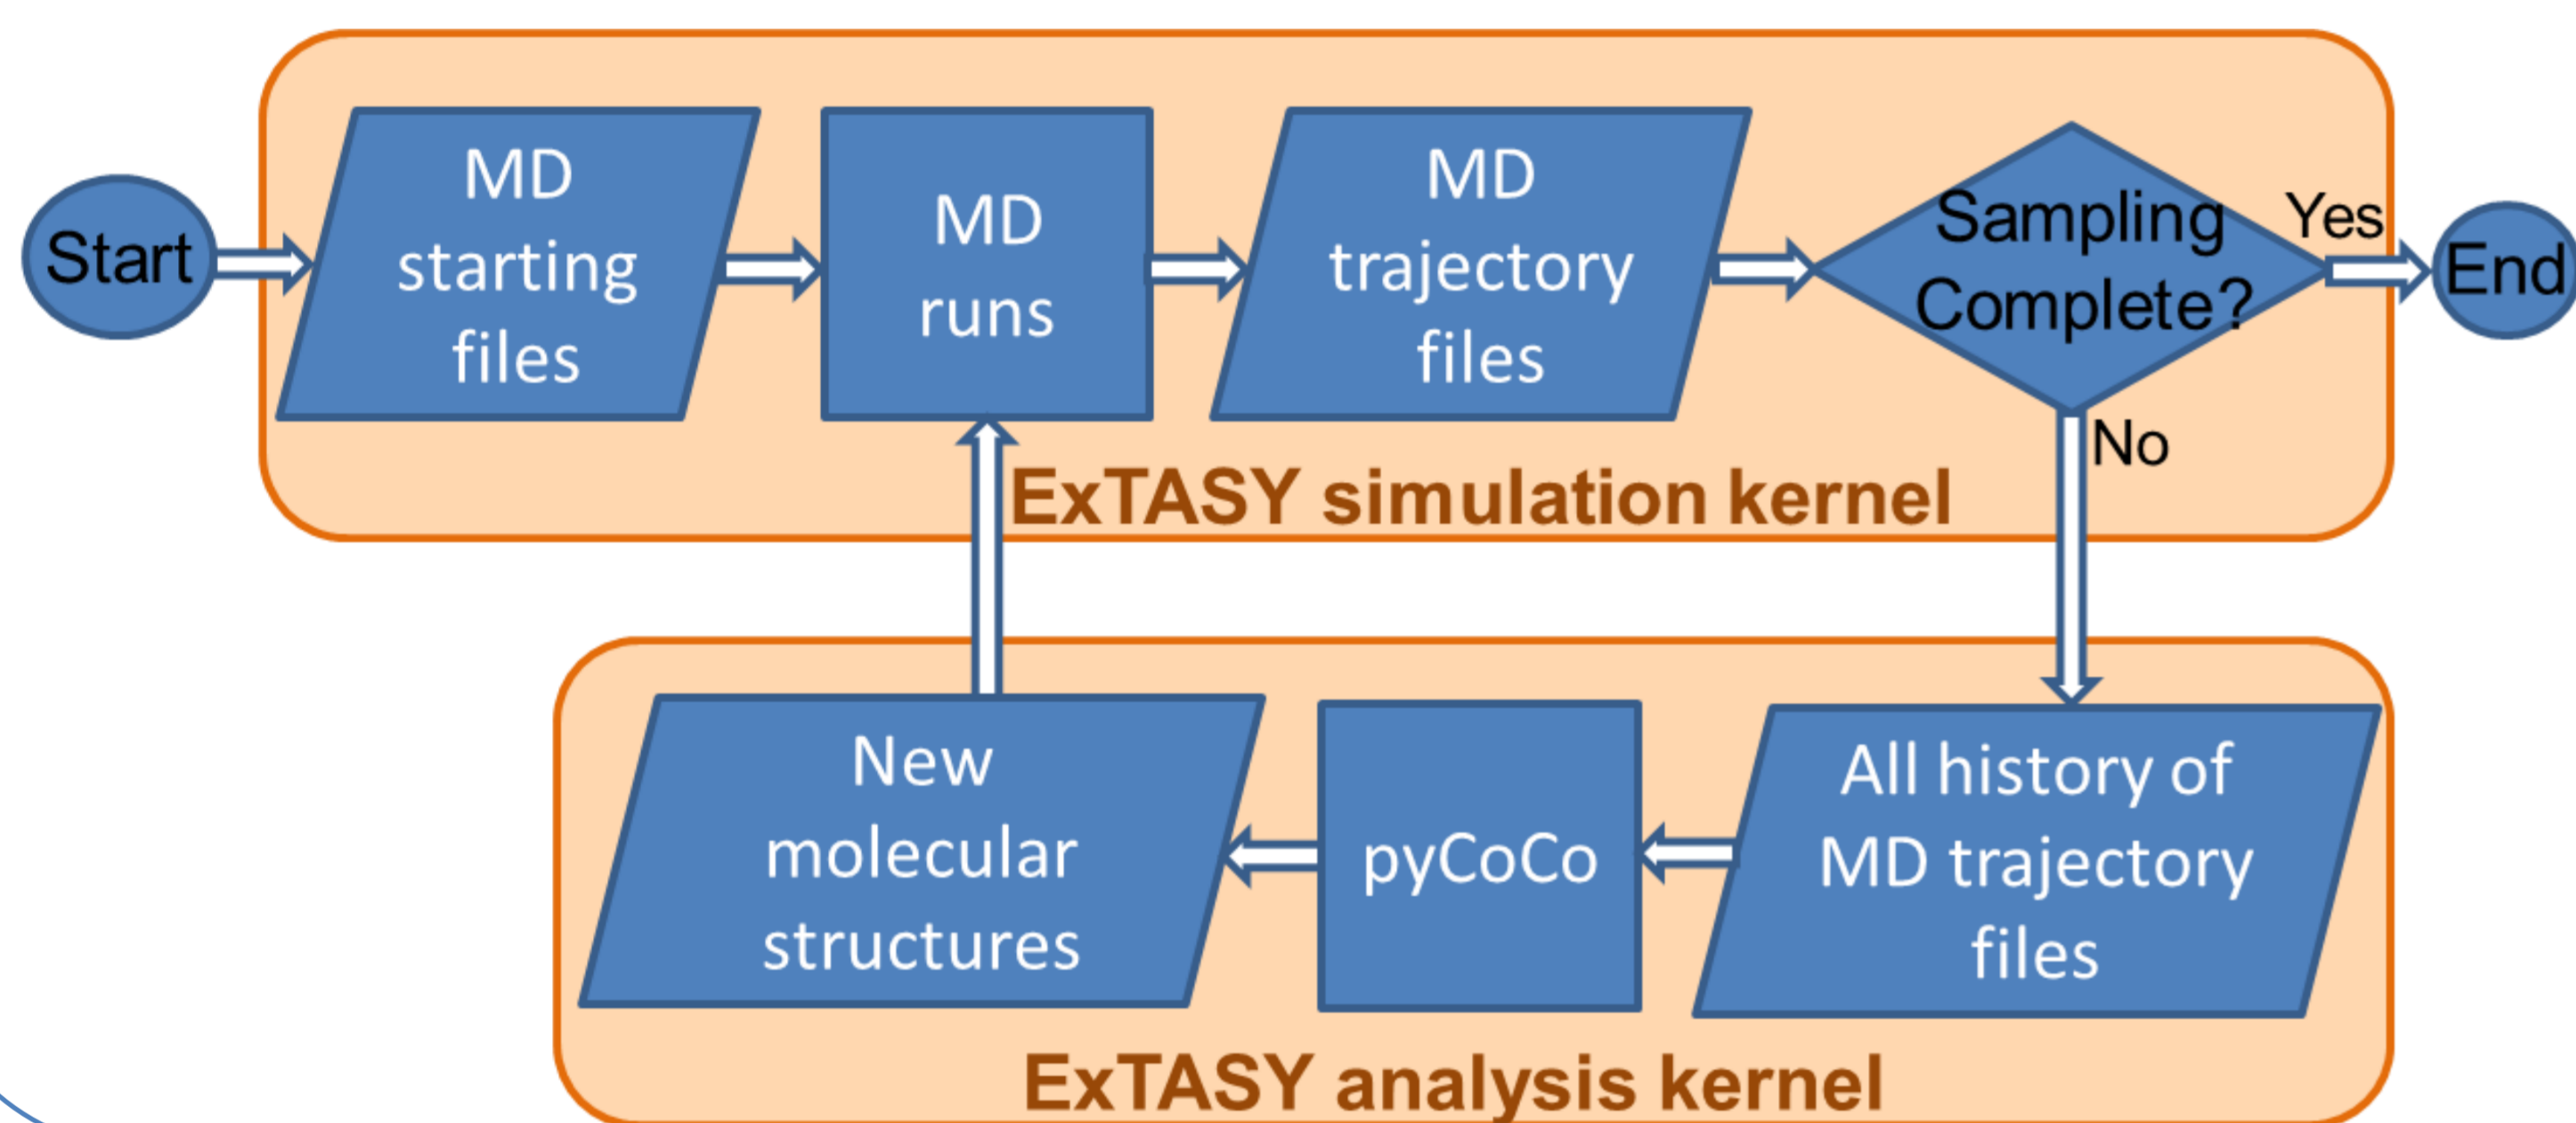 Start
MD
starting
files
MD
runs
MD
trajectory
files
Sampling
Complete?
Yes
End
No
ExTASY simulation kernel
All history of
MD trajectory
files
pyCoCo
New
molecular
structures
ExTASY analysis kernel